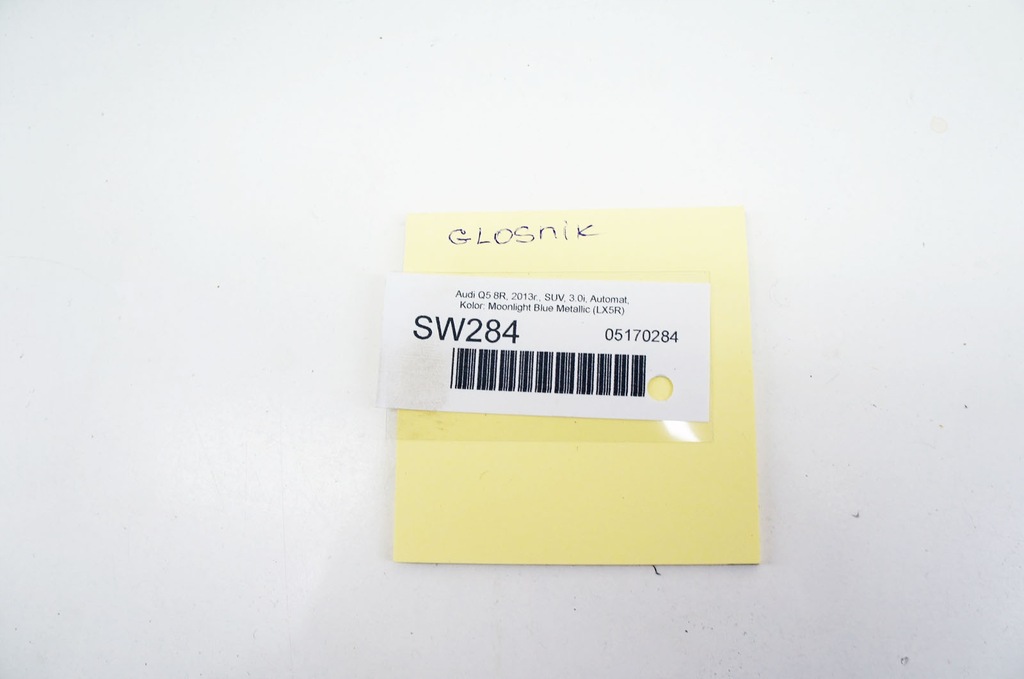 GLOSnIK
Audi Q5 8R, 2013r., SUV, 3.0i, Automat,
Kolor: Moonlight Blue Metallic (LX5R)
SW284 05170284